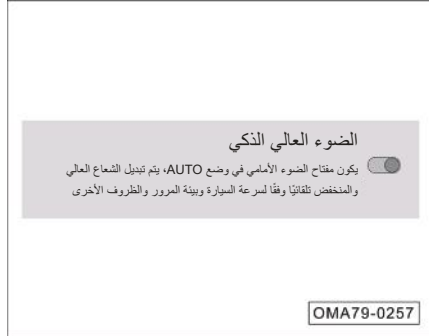 الضوء العالي الذكي
يكون مفتاح الضوء الأمامي في وضع AUTO، يتم تبديل الشعاع العالي
والمنخفض تلقائيًا وفقًا لسرعة السيارة وبيئة المرور والظروف الأخرى
OMA79-0257